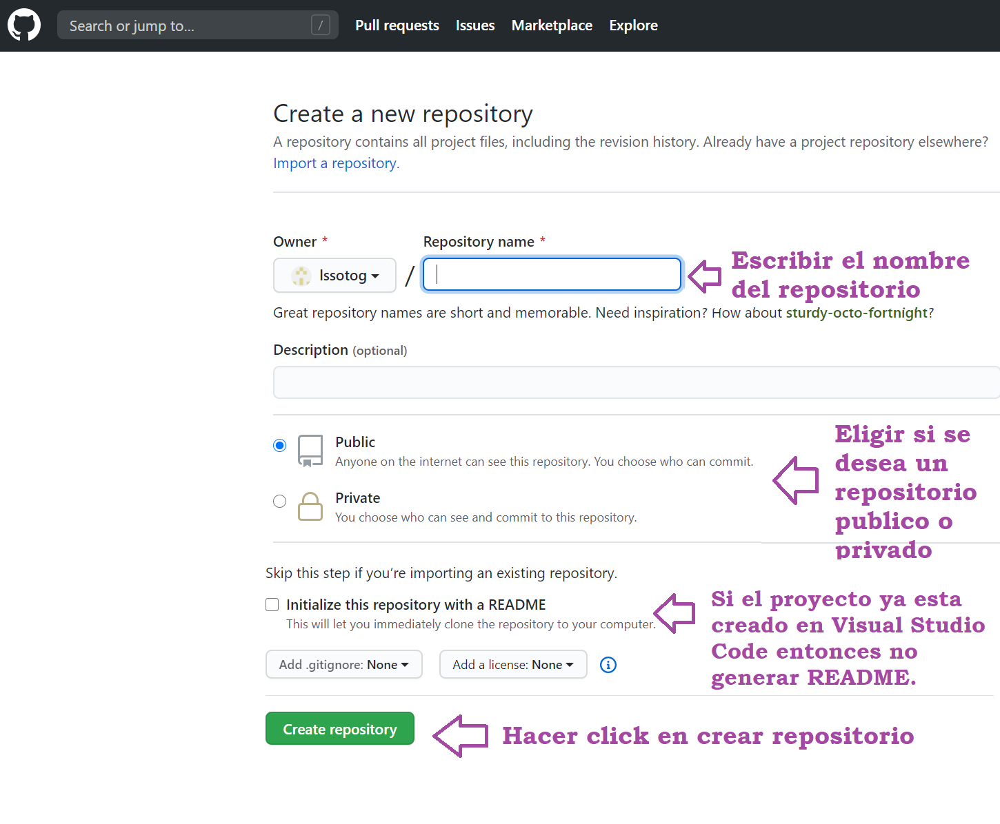 Search or jump to... /
Pull requests Issues Marketplace Explore
Create a new repository
A repository contains all project files, including the revision history. Already have a project repository elsewhere?
Import a repository.
Owner *
Repository name *
Issotog
/
Escribir el nombre
del repositorio
Great repository names are short and memorable. Need inspiration? How about sturdy-octo-fortnight?
Description (optional)
Public
Anyone on the internet can see this repository. You choose who can commit.
Private
You choose who can see and commit to this repository.
Eligir si se
desea un
repositorio
publico o
privado
Skip this step if you’re importing an existing repository.
Initialize this repository with a README
This will let you immediately clone the repository to your computer.
Si el proyecto ya esta
creado en Visual Studio
Code entonces no
generar README.
Add .gitignore: None
Add a license: None
Create repository
Hacer click en crear repositorio